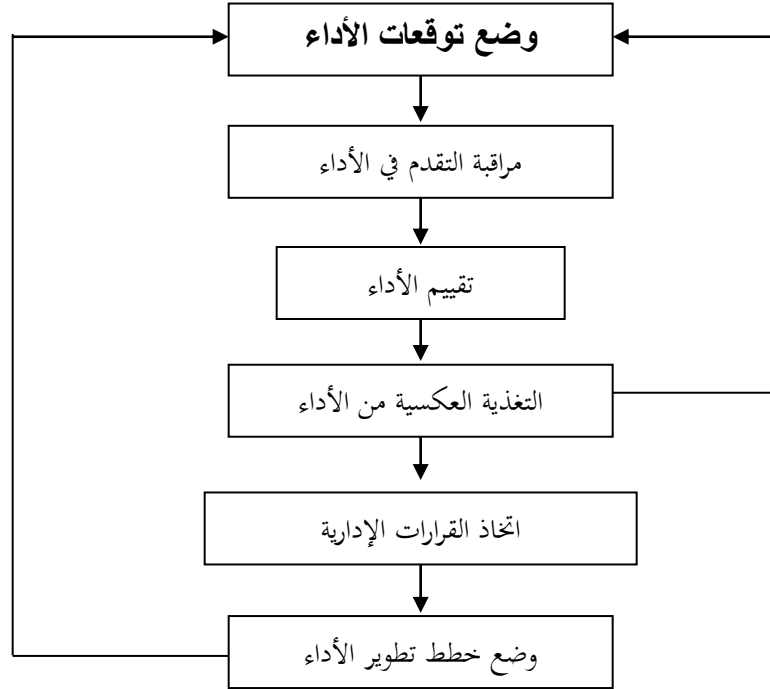 وضع توقعات الأداء
مراقبة التقدم في الأداء
تقييم الأداء
التغذية العكسية من الأداء
اتخاذ القرارات الإدارية
وضع خطط تطوير الأداء